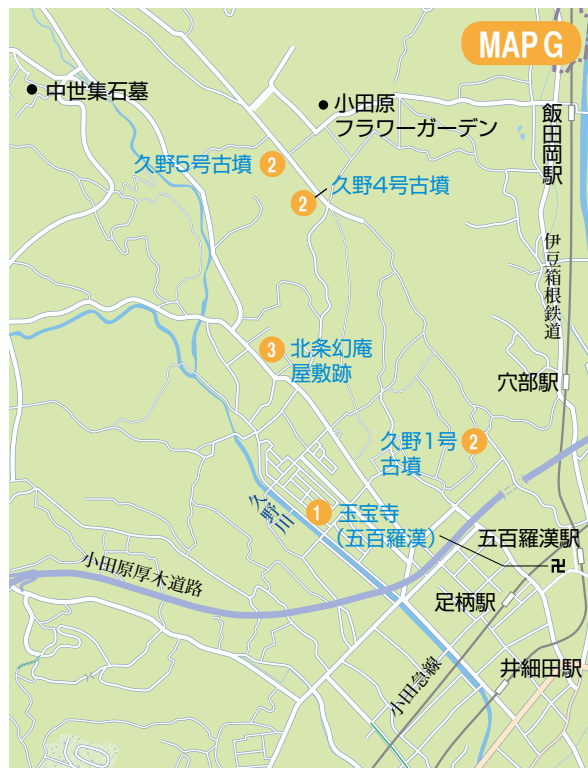 MAP G
中世集石墓
小田原
フラワーガーデン
飯田岡駅
久野5号古墳
2
2
久野4号古墳
伊豆箱根鉄道
3
北条幻庵
屋敷跡
穴部駅
久野1号
古墳
2
久野川
1
玉宝寺
（五百羅漢）
五百羅漢駅
卍
小田原厚木道路
足柄駅
小田急線
井細田駅